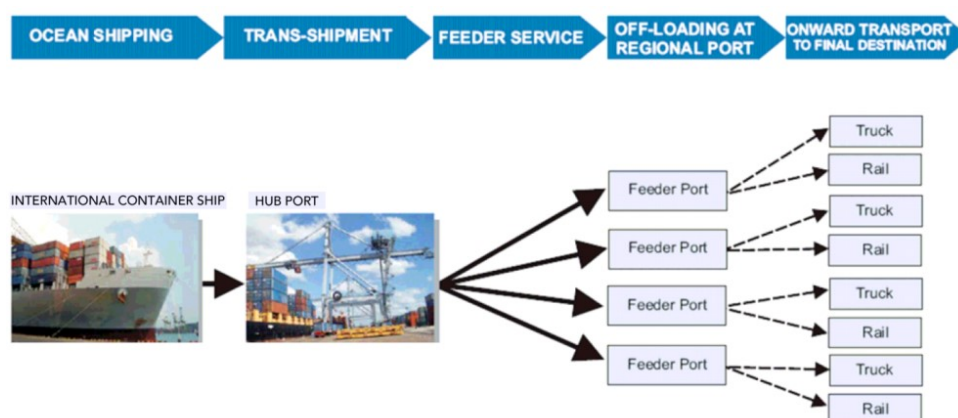 OCEAN SHIPPING
TRANS-SHIPMENT
FEEDER SERVICE
OFF-LOADING AT
REGIONAL PORT
ONWARD TRANSPORT
TO FINAL DESTINATION
INTERNATIONAL CONTAINER SHIP
HUB PORT
Feeder Port
Truck
Rail
Feeder Port
Truck
Rail
Feeder Port
Truck
Rail
Feeder Port
Truck
Rail